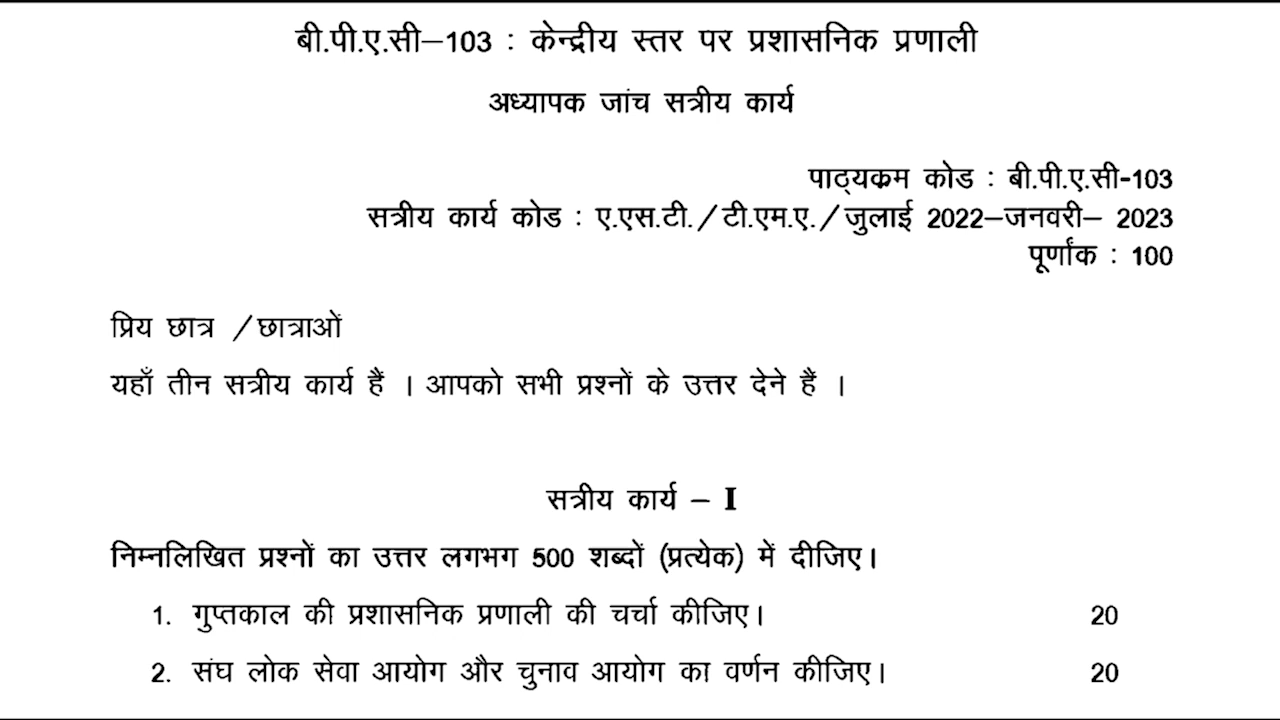 बी.पी.ए.सी–103 : केन्द्रीय स्तर पर प्रशासनिक प्रणाली
अध्यापक जांच सत्रीय कार्य
पाठ्यक्रम कोड : बी.पी.ए.सी-103
सत्रीय कार्य कोड : ए.एस.टी./टी.एम.ए./जुलाई 2022–जनवरी– 2023
पूर्णांक : 100
प्रिय छात्र /छात्राओं
यहाँ तीन सत्रीय कार्य हैं । आपको सभी प्रश्नों के उत्तर देने हैं ।
सत्रीय कार्य – I
निम्नलिखित प्रश्नों का उत्तर लगभग 500 शब्दों (प्रत्येक) में दीजिए।
1. गुप्तकाल की प्रशासनिक प्रणाली की चर्चा कीजिए। 20
2. संघ लोक सेवा आयोग और चुनाव आयोग का वर्णन कीजिए। 20